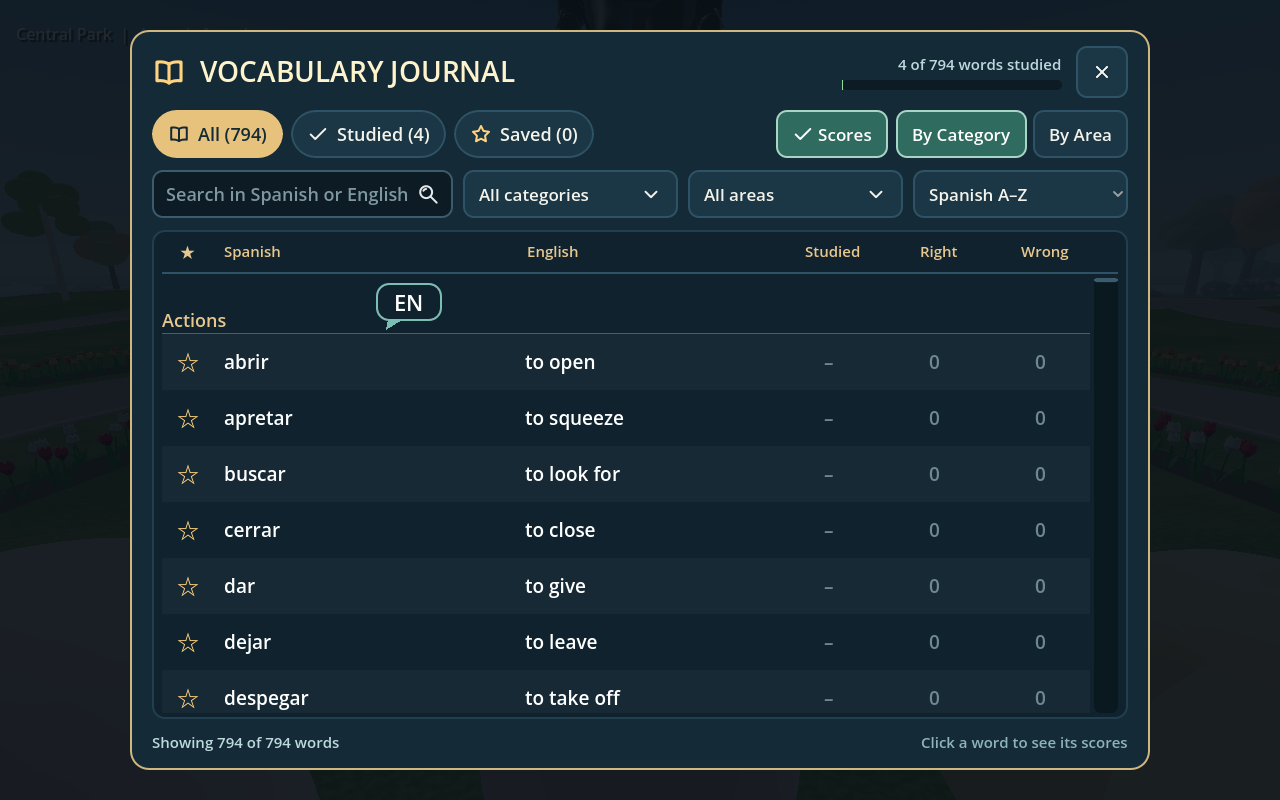 Central Park |
VOCABULARY JOURNAL
4 of 794 words studied
All (794)
Studied (4)
Saved (0)
Scores
By Category
By Area
Search in Spanish or English
All categories
All areas
Spanish A–Z
★ Spanish English Studied Right Wrong
EN
Actions
abrir to open – 0 0
apretar to squeeze – 0 0
buscar to look for – 0 0
cerrar to close – 0 0
dar to give – 0 0
dejar to leave – 0 0
despegar to take off – 0 0
Showing 794 of 794 words
Click a word to see its scores